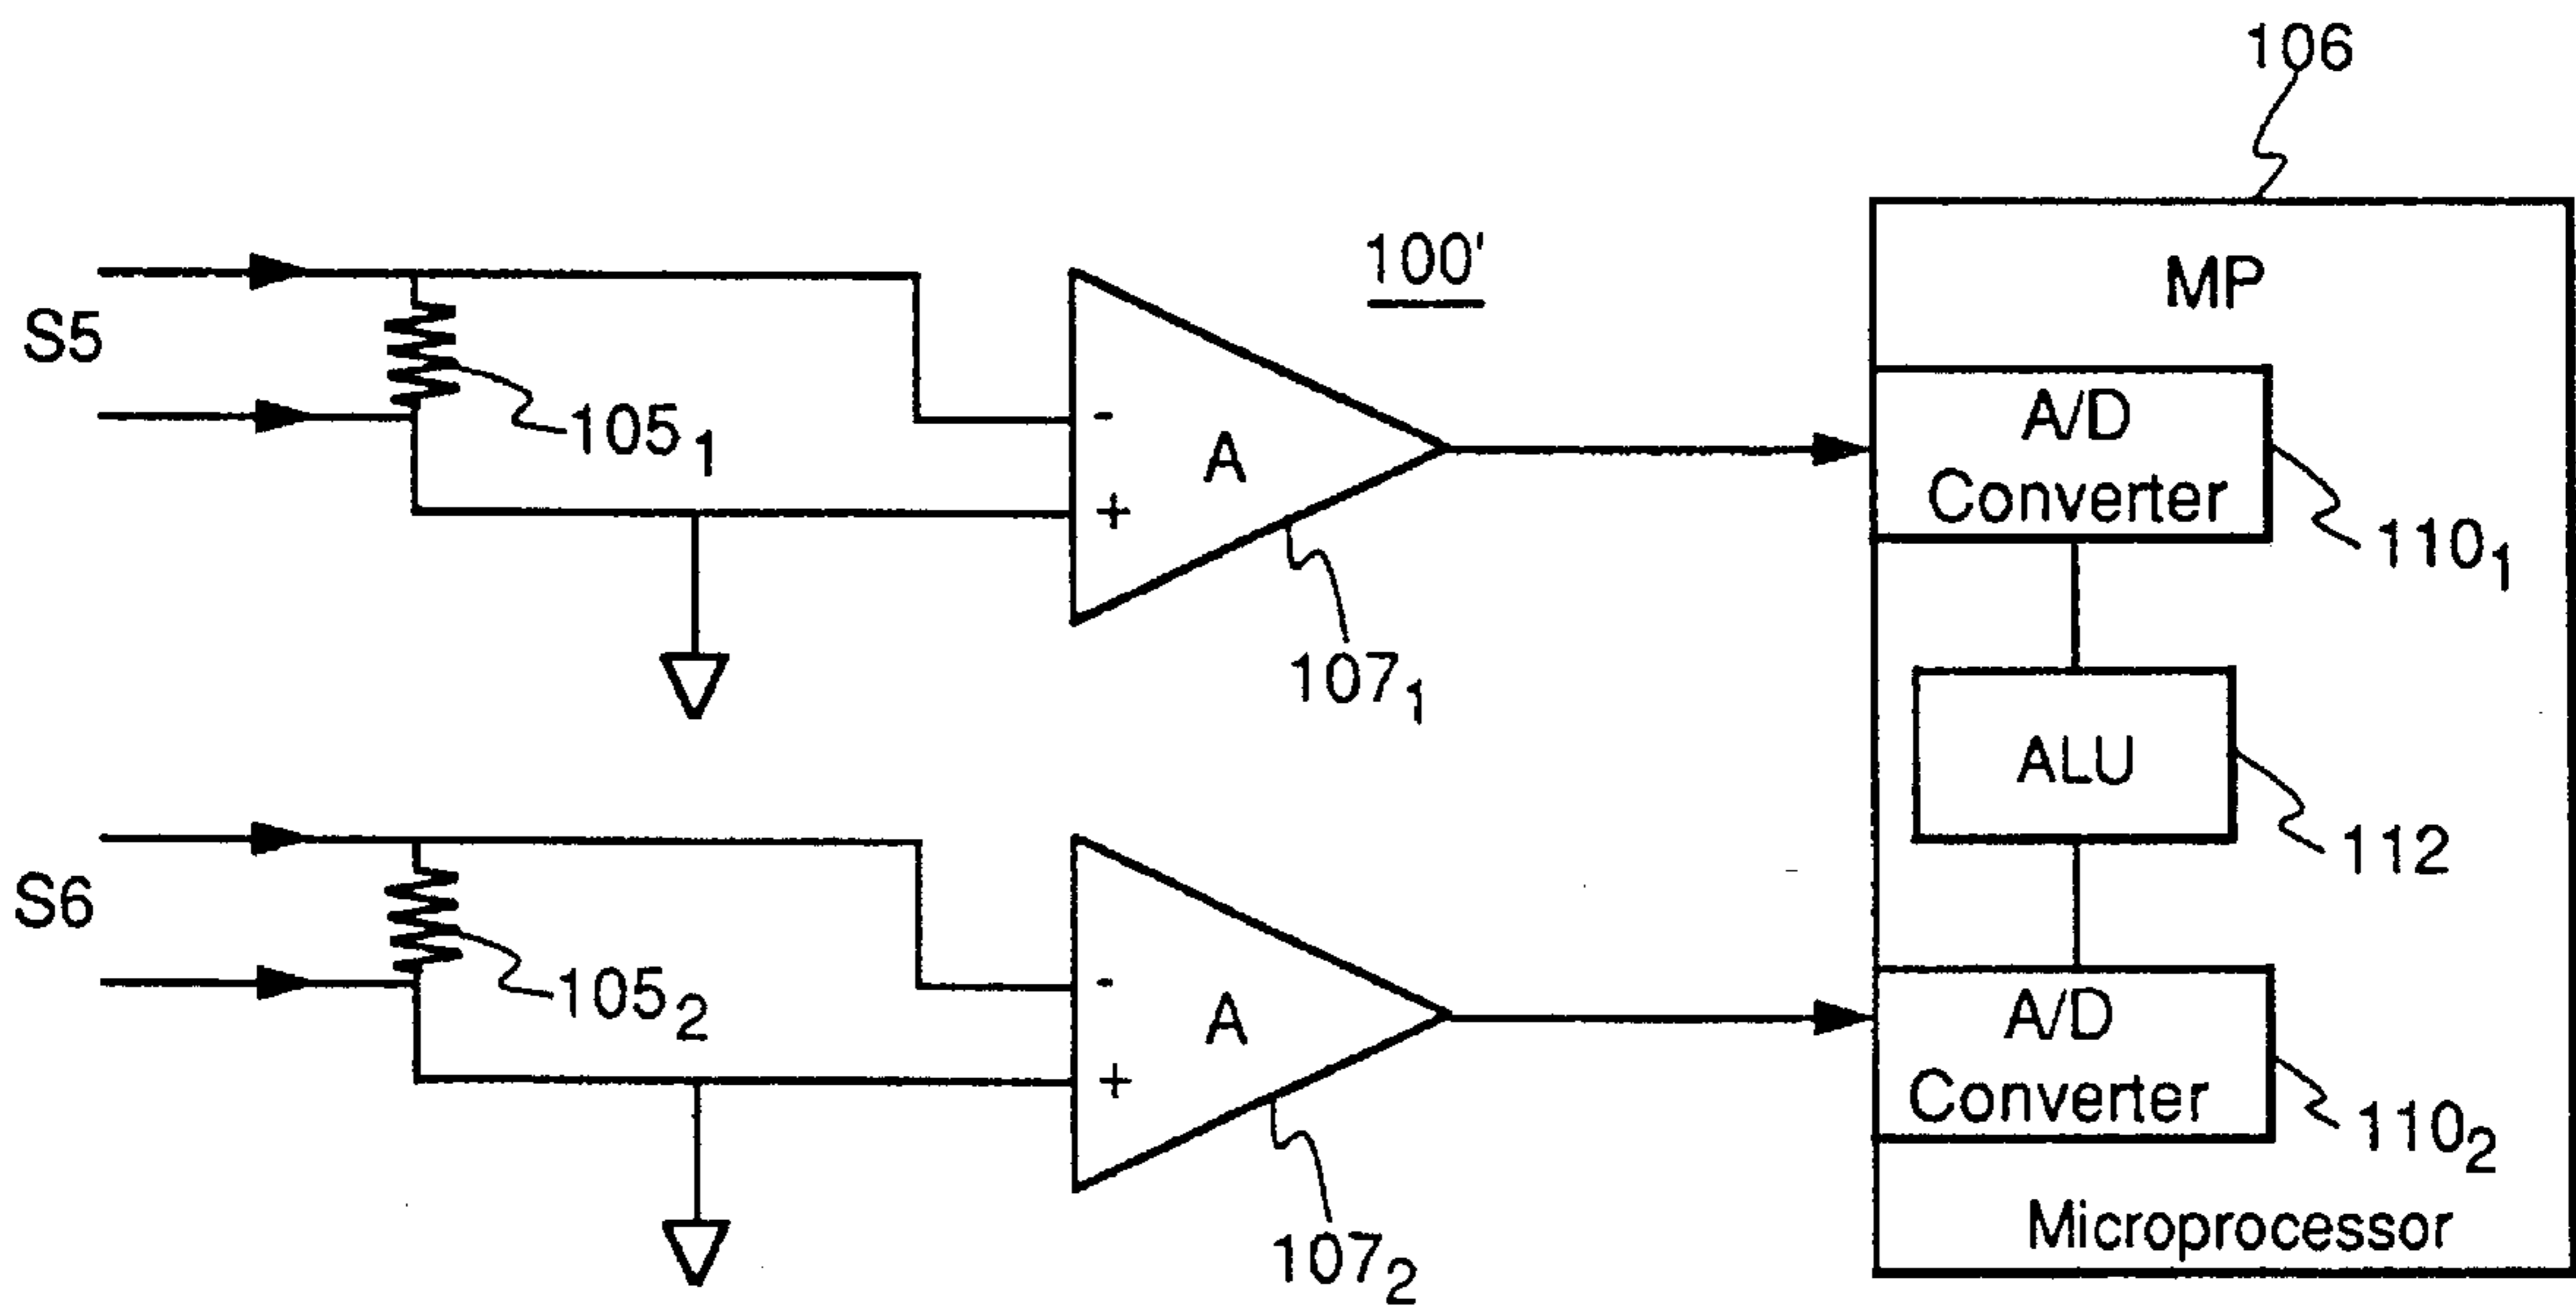 106
100'
MP
S5
105₁
-
A
+
A/D
Converter
110₁
107₁
ALU
112
S6
105₂
-
A
+
A/D
Converter
110₂
107₂
Microprocessor